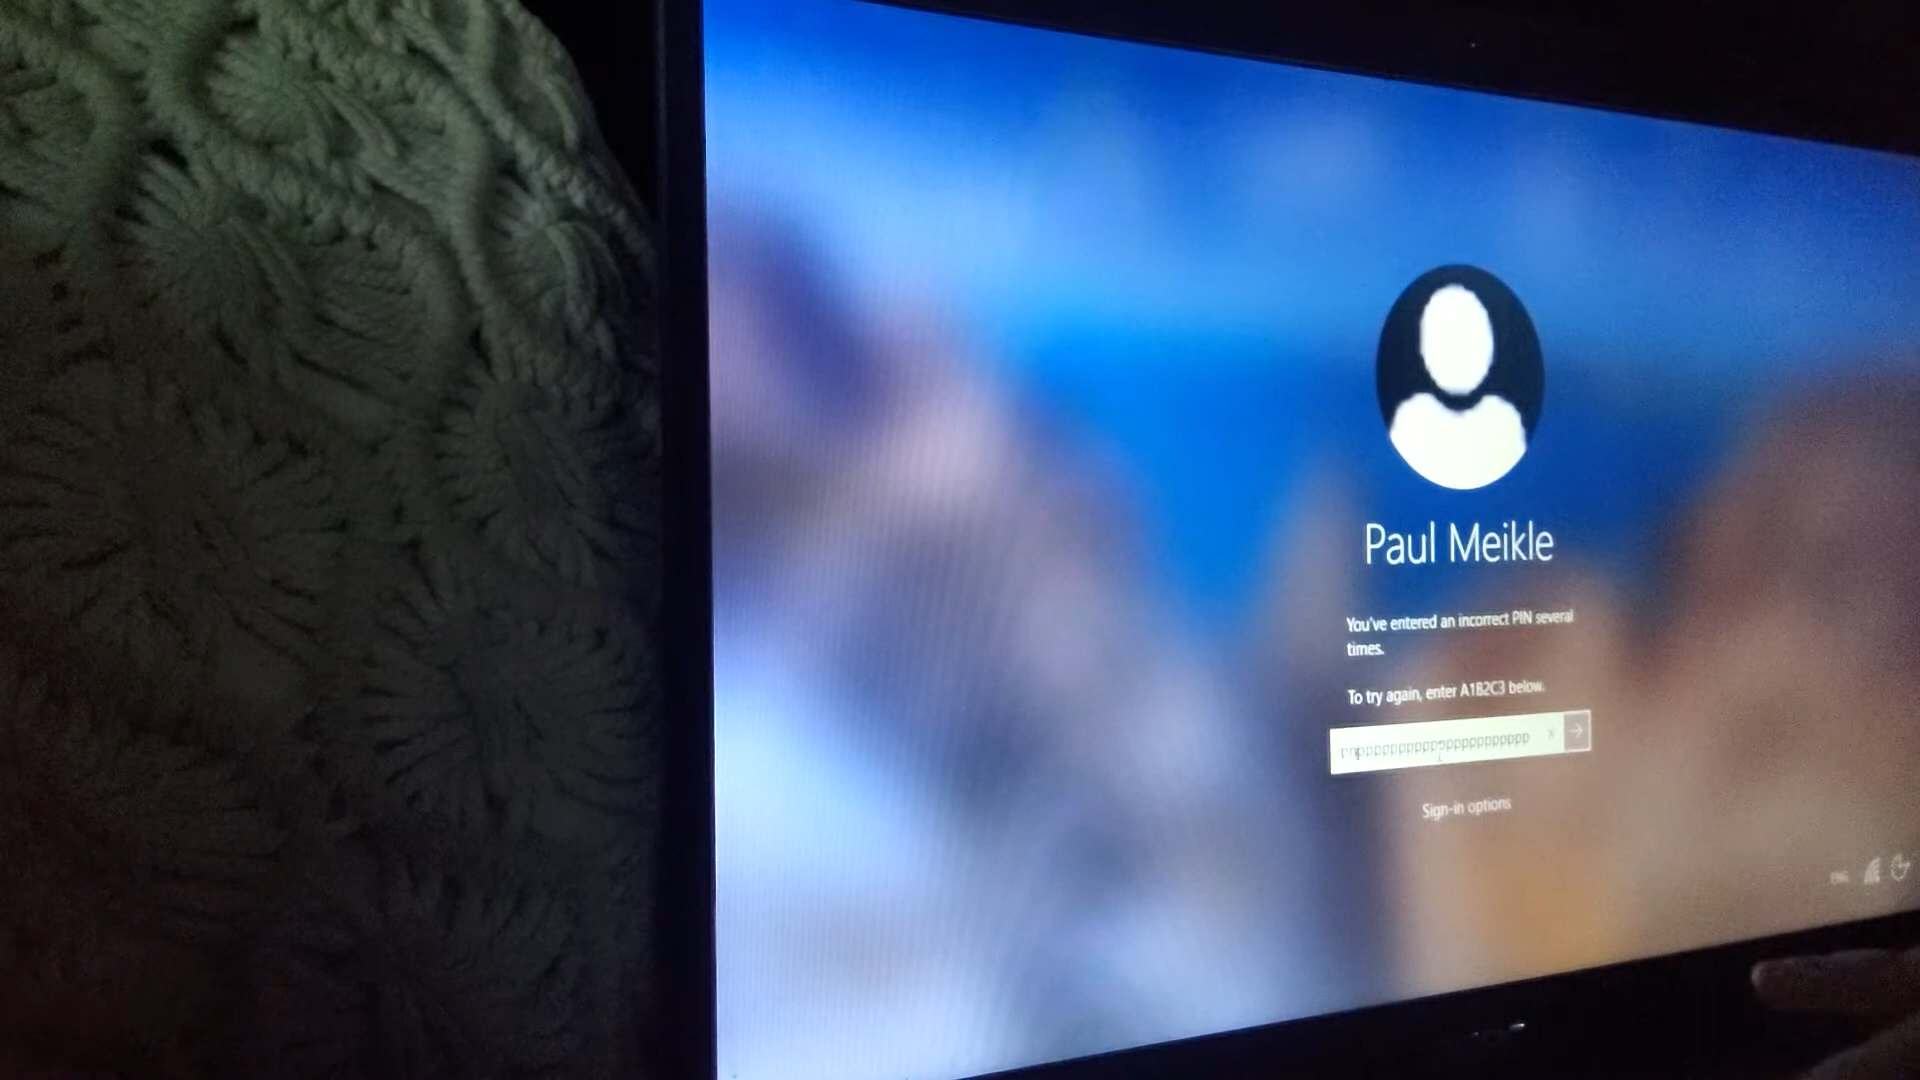 Paul Meikle
You've entered an incorrect PIN several
times.
To try again, enter A1B2C3 below.
Sign-in options
ENG